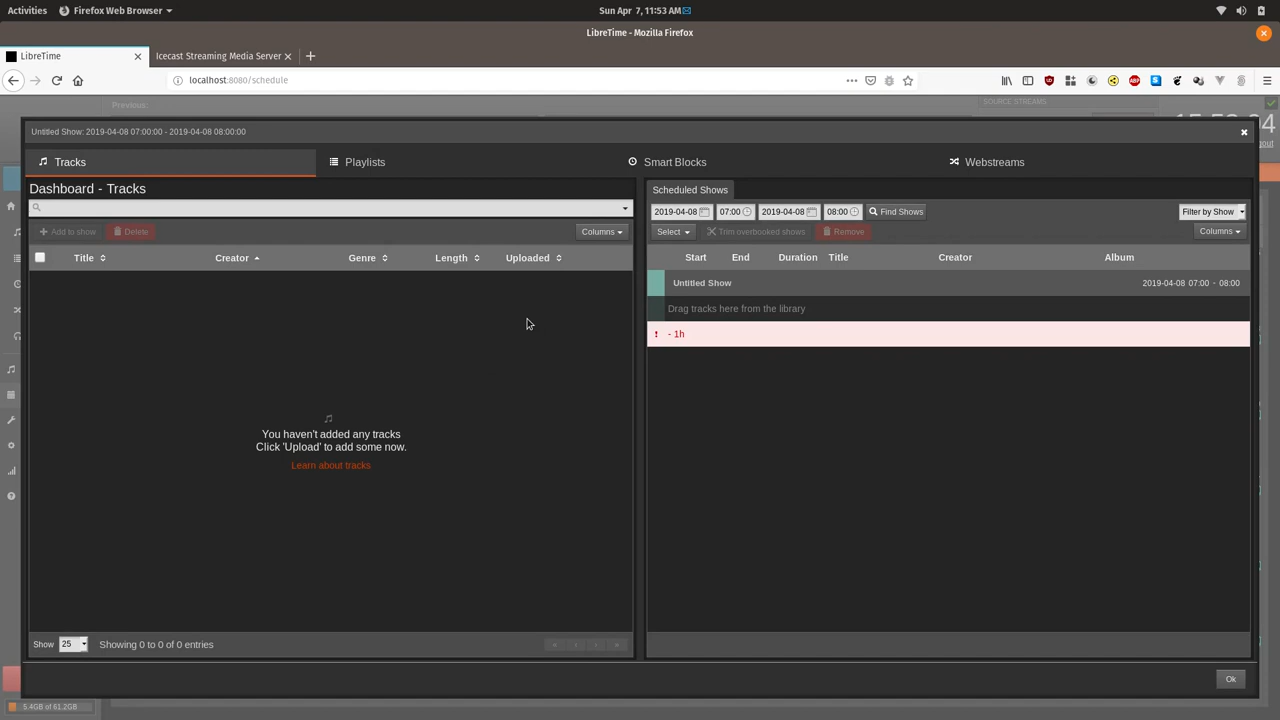 Activities
Firefox Web Browser
Sun Apr 7, 11:53 AM
LibreTime - Mozilla Firefox
LibreTime
Icecast Streaming Media Server
localhost:8080/schedule
Previous:
SOURCE STREAMS
Untitled Show: 2019-04-08 07:00:00 - 2019-04-08 08:00:00
Tracks
Playlists
Smart Blocks
Webstreams
Dashboard - Tracks
Add to show
Delete
Columns
Title
Creator
Genre
Length
Uploaded
You haven't added any tracks
Click 'Upload' to add some now.
Learn about tracks
Show
25
Showing 0 to 0 of 0 entries
Scheduled Shows
2019-04-08
07:00
2019-04-08
08:00
Find Shows
Filter by Show
Select
Trim overbooked shows
Remove
Columns
Start
End
Duration
Title
Creator
Album
Untitled Show
2019-04-08 07:00 - 08:00
Drag tracks here from the library
! - 1h
Ok
5.4GB of 61.2GB